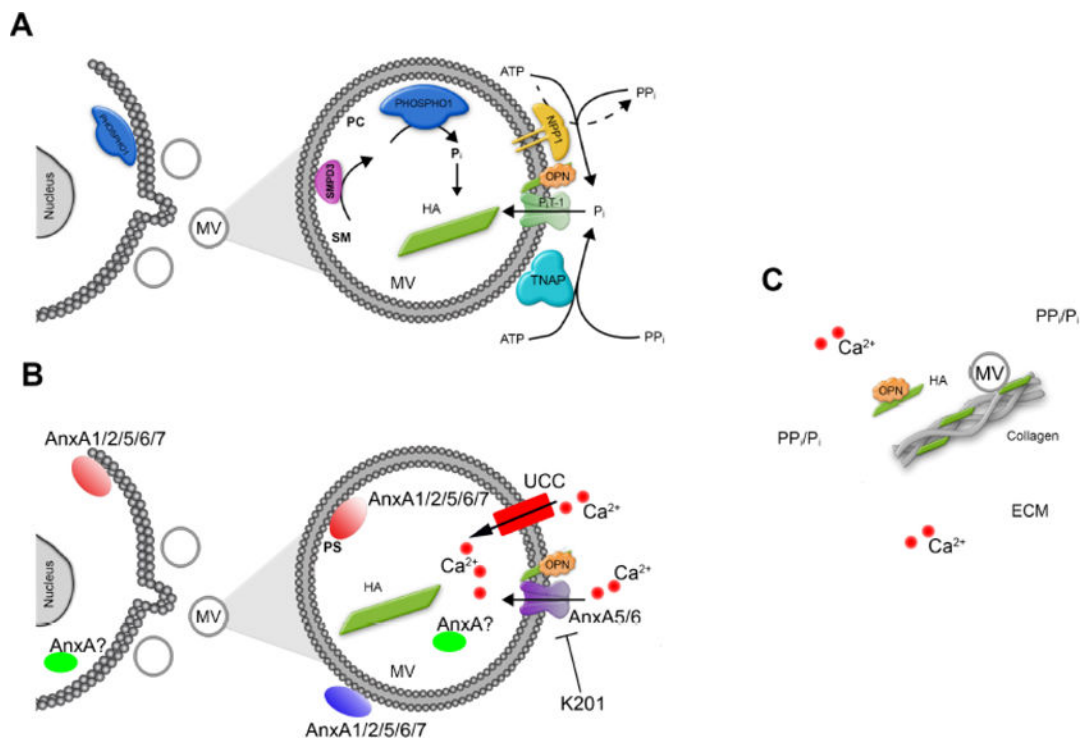 A
Nucleus
PHOSPHO1
MV
PC
PHOSPHO1
Pi
SMPD3
SM
HA
MV
ATP
PPi
NPP1
OPN
PiT-1
Pi
TNAP
ATP
PPi
B
AnxA1/2/5/6/7
Nucleus
AnxA?
MV
AnxA1/2/5/6/7
PS
UCC
Ca2+
Ca2+
OPN
Ca2+
HA
AnxA?
AnxA5/6
MV
K201
AnxA1/2/5/6/7
C
PPi/Pi
Ca2+
OPN
HA
MV
PPi/Pi
Collagen
ECM
Ca2+